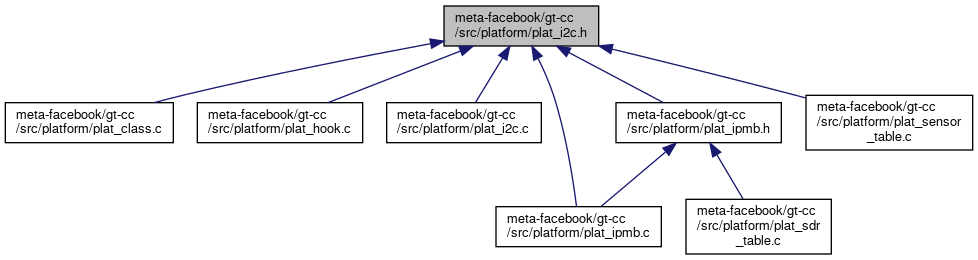 meta-facebook/gt-cc
/src/platform/plat_i2c.h
meta-facebook/gt-cc
/src/platform/plat_class.c
meta-facebook/gt-cc
/src/platform/plat_hook.c
meta-facebook/gt-cc
/src/platform/plat_i2c.c
meta-facebook/gt-cc
/src/platform/plat_ipmb.h
meta-facebook/gt-cc
/src/platform/plat_sensor
_table.c
meta-facebook/gt-cc
/src/platform/plat_ipmb.c
meta-facebook/gt-cc
/src/platform/plat_sdr
_table.c